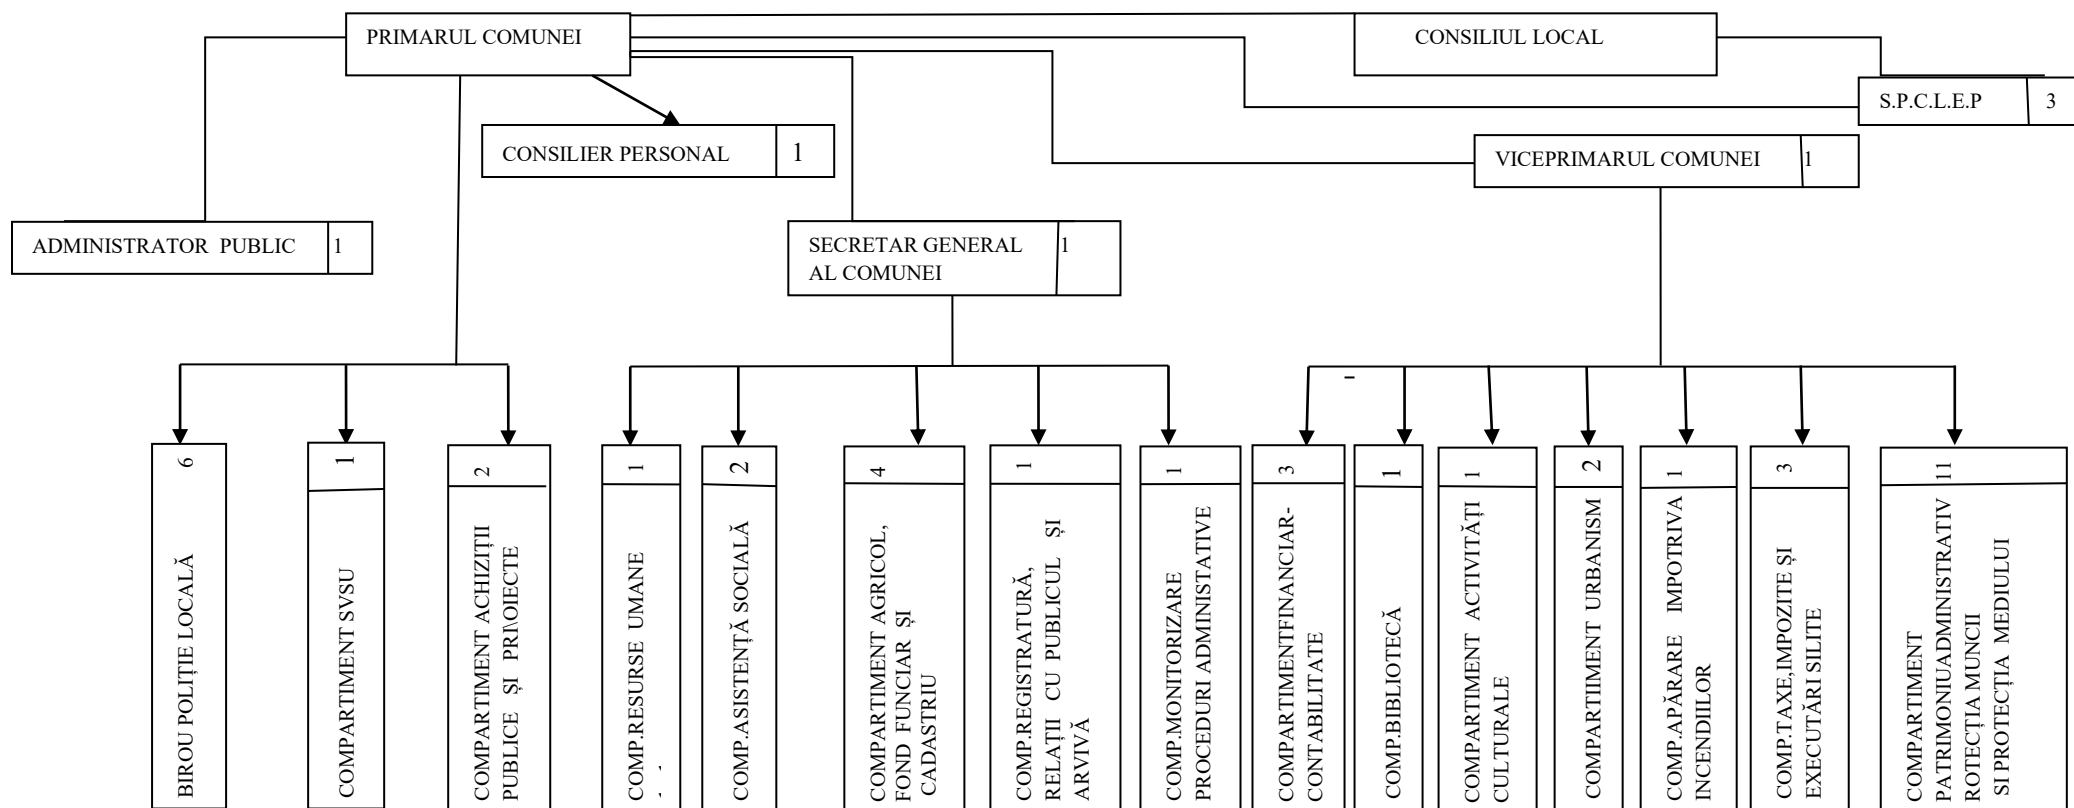 PRIMARUL COMUNEI
CONSILIUL LOCAL
S.P.C.L.E.P 3
CONSILIER PERSONAL 1
VICEPRIMARUL COMUNEI 1
ADMINISTRATOR PUBLIC 1
SECRETAR GENERAL 1
AL COMUNEI
6
BIROU POLIȚIE LOCALĂ
1
COMPARTIMENT SVSU
2
COMPARTIMENT ACHIZIȚII
PUBLICE ȘI PRI\OIECTE
1
COMP.RESURSE UMANE
2
COMP.ASISTENȚĂ SOCIALĂ
4
COMPARTIMENT AGRICOL,
FOND FUNCIAR ȘI
CADASTRIU
1
COMP.REGISTRATURĂ,
RELAȚII CU PUBLICUL ȘI
ARVIVĂ
1
COMP.MONITORIZARE
PROCEDURI ADMINISTATIVE
3
COMPARTIMENTFINANCIAR-
CONTABILITATE
1
COMP.BIBLIOTECĂ
1
COMPARTIMENT ACTIVITĂȚI
CULTURALE
2
COMPARTIIMENT URBANISM
1
COMP.APĂRARE IMPOTRIVA
INCENDIILOR
3
COMP.TAXE,IMPOZITE ȘI
EXECUTĂRI SILITE
11
COMPARTIMENT
PATRIMONIUADMINISTRATIV
ROTECȚIA MUNCII
SI PROTECȚIA MEDIULUI